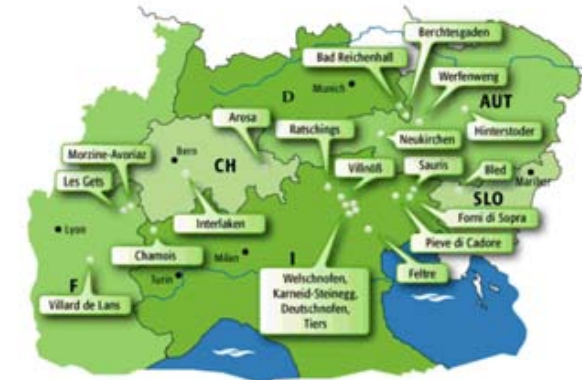 Berchtesgaden
Bad Reichenhall
Werfenweng
Munich
D
AUT
Arosa
Ratschings
Neukirchen
Hinterstoder
Morzine-Avoriaz
Bern
CH
Villnöß
Sauris
Bled
Maribor
Les Gets
SLO
Interlaken
Forni di Sopra
Lyon
Chamois
Milan
I
Pieve di Cadore
Turin
Feltre
F
Villard de Lans
Welschnofen,
Karneid-Steinegg,
Deutschnofen,
Tiers